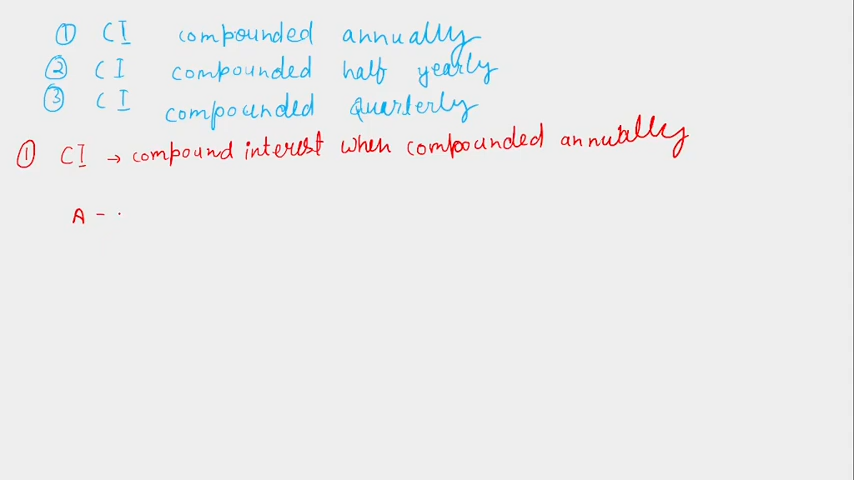 ① CI compounded annually
② CI compounded half yearly
③ CI compounded quarterly
① CI → compound interest when compounded annually
A -